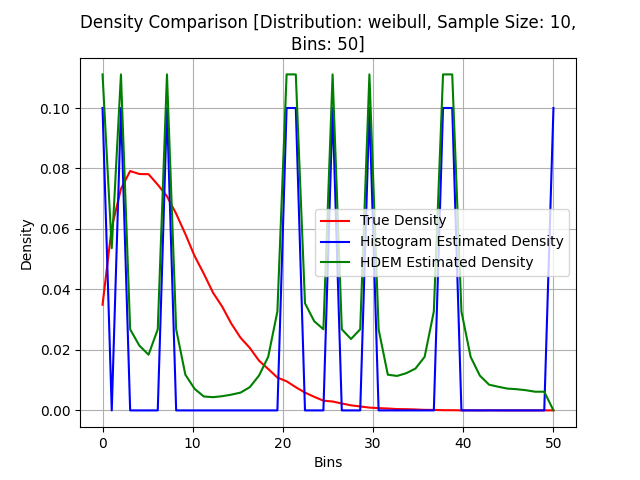 Density Comparison [Distribution: weibull, Sample Size: 10,
Bins: 50]
Density
0.10
0.08
0.06
0.04
0.02
0.00
True Density
Histogram Estimated Density
HDEM Estimated Density
0 10 20 30 40 50
Bins